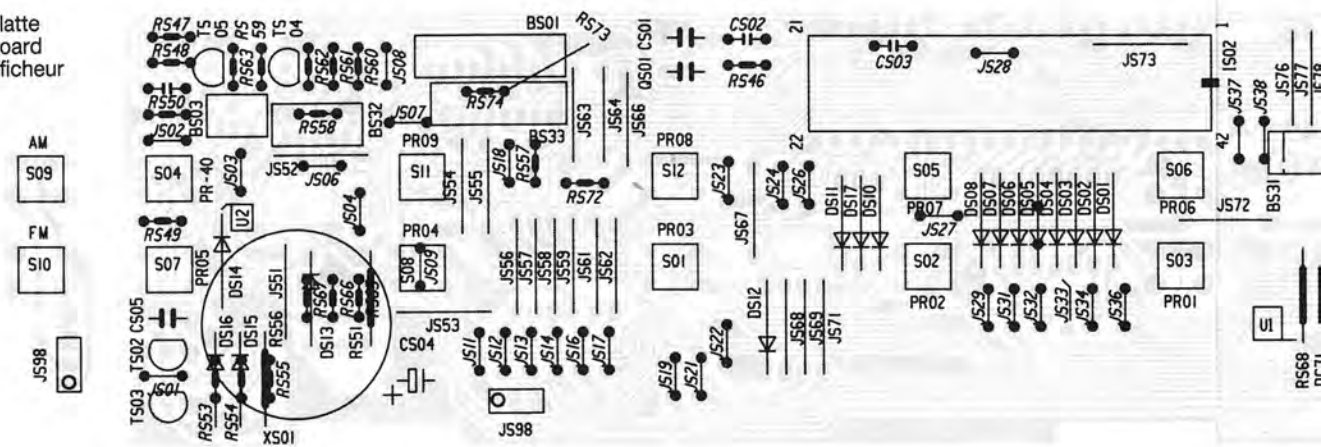 latte
oard
ficheur
RS47
RS48
TS
05
RS
59
TS
04
RS63
RS62
RS61
RS60
JS08
BS01
RS73
QS01
CS01
CS02
RS46
21
CS03
JS28
JS73
1
IS02
JS37
JS38
JS76
JS77
JS78
RS50
JS02
BS03
RS58
BS32
JS07
RS74
BS33
JS63
JS64
JS66
22
42
AM
S09
S04
PR-40
JS03
JS52
JS06
JS04
PR09
S11
JS54
JS55
JS18
RS57
RS72
PR08
S12
JS23
JS24
JS26
JS67
DS11
DS17
DS10
S05
PR07
JS27
DS08
DS07
DS06
DS05
DS04
DS03
DS02
DS01
S06
PR06
JS72
BS31
RS49
U2
FM
S10
S07
PR05
DS14
JS51
RS64
RS66
PR04
S08
JS09
JS56
JS57
JS58
JS59
JS61
JS62
PR03
S01
S02
PR02
S03
PR01
JS29
JS31
JS32
JS33
JS34
JS36
U1
CS05
TS02
DS16
DS15
RS56
DS13
RS51
JS53
CS04
JS11
JS12
JS13
JS14
JS16
JS17
JS22
JS19
JS21
DS12
JS68
JS69
JS71
JS98
JS01
TS03
RS53
RS54
RS55
XS01
+
JS98
RS68